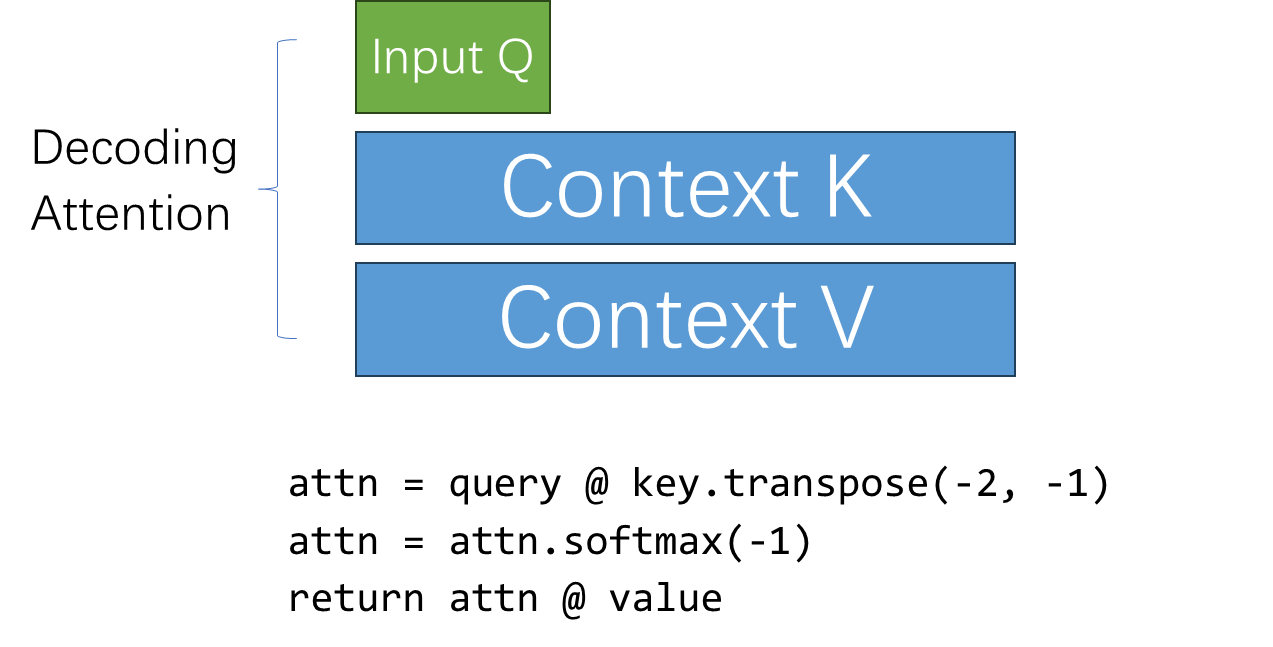 Input Q
Decoding
Attention
Context K
Context V
attn = query @ key.transpose(-2, -1)
attn = attn.softmax(-1)
return attn @ value